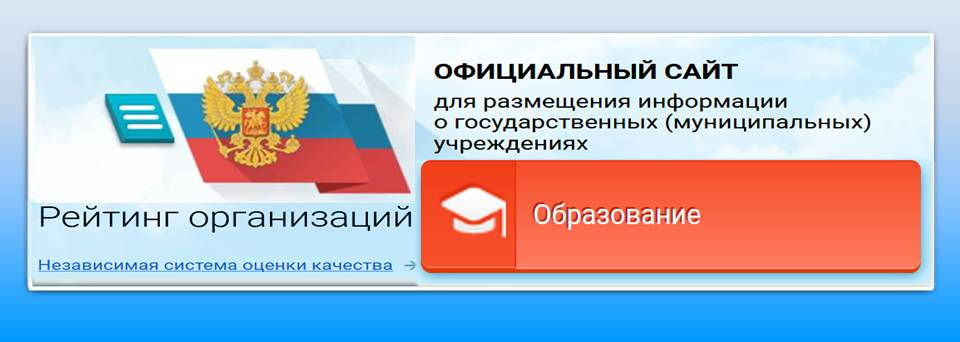 ОФИЦИАЛЬНЫЙ САЙТ
для размещения информации
о государственных (муниципальных)
учреждениях
Рейтинг организаций
Образование
Независимая система оценки качества →